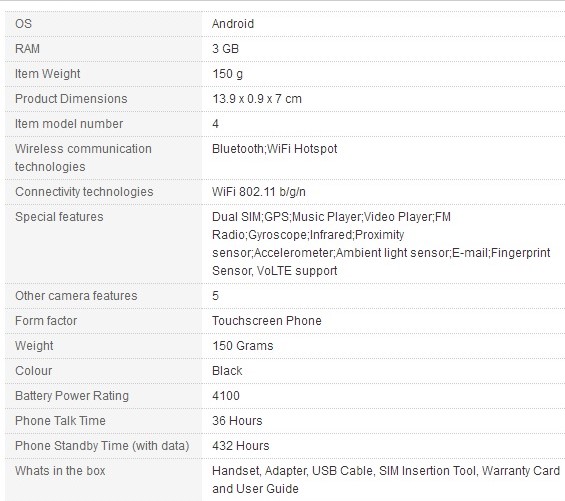 OS Android
RAM 3 GB
Item Weight 150 g
Product Dimensions 13.9 x 0.9 x 7 cm
Item model number 4
Wireless communication Bluetooth;WiFi Hotspot
technologies
Connectivity technologies WiFi 802.11 b/g/n
Special features Dual SIM;GPS;Music Player;Video Player;FM
Radio;Gyroscope;Infrared;Proximity
sensor;Accelerometer;Ambient light sensor;E-mail;Fingerprint
Sensor, VoLTE support
Other camera features 5
Form factor Touchscreen Phone
Weight 150 Grams
Colour Black
Battery Power Rating 4100
Phone Talk Time 36 Hours
Phone Standby Time (with data) 432 Hours
Whats in the box Handset, Adapter, USB Cable, SIM Insertion Tool, Warranty Card
and User Guide